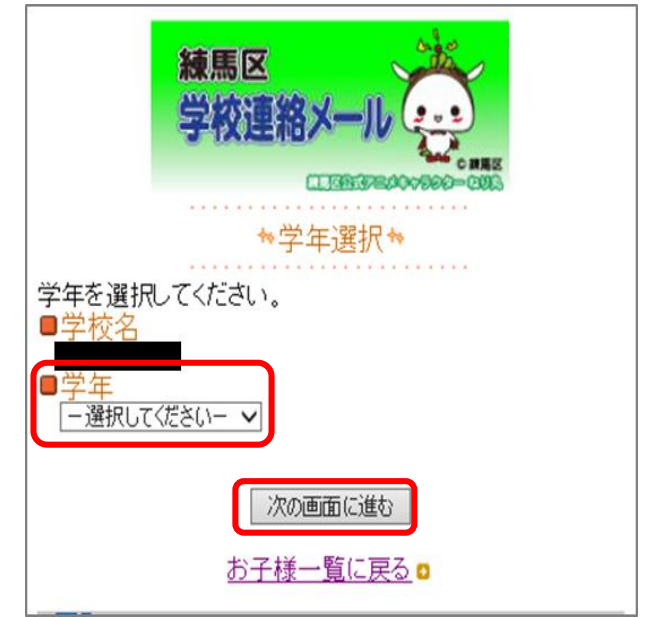 練馬区
学校連絡メール
© 練馬区
練馬区公式アニメキャラクター ねり丸
学年選択
学年を選択してください。
■学校名
■学年
－選択してください－
次の画面に進む
お子様一覧に戻る